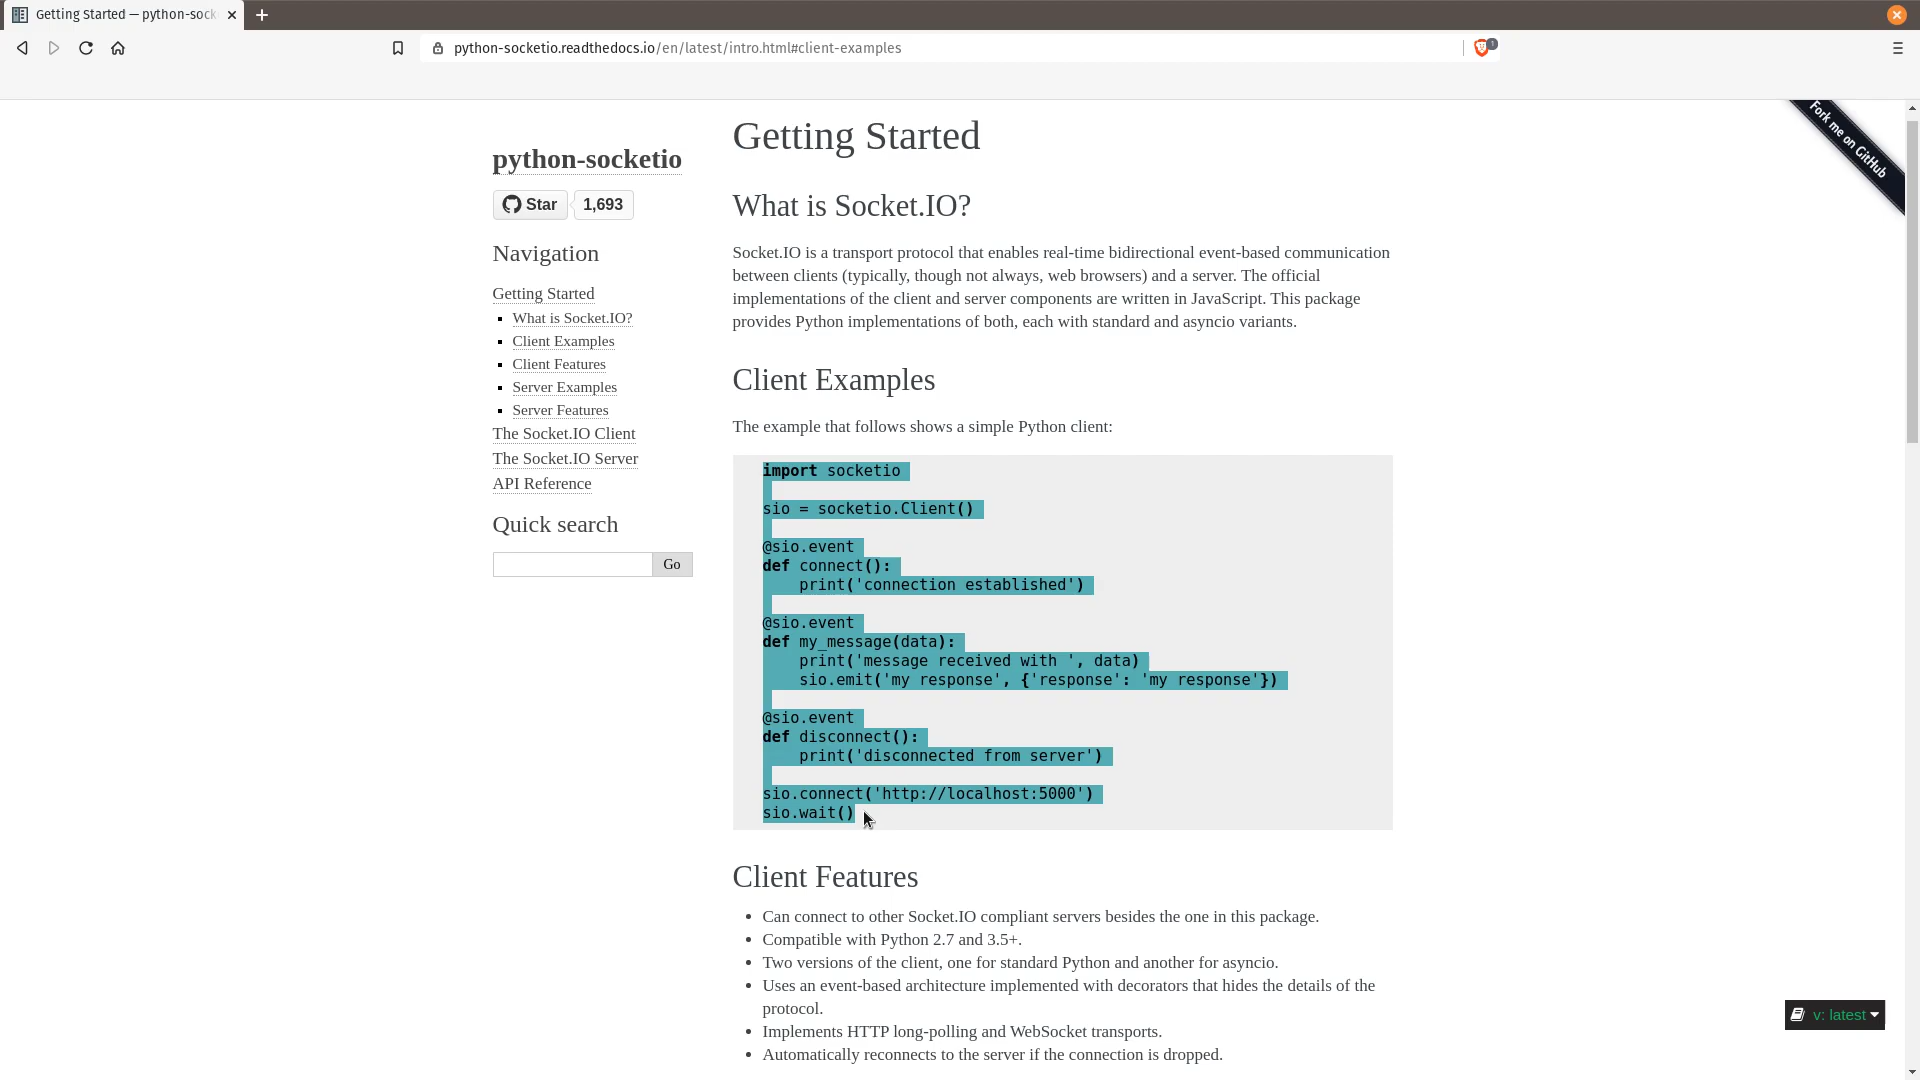 Getting Started — python-sock
python-socketio.readthedocs.io/en/latest/intro.html#client-examples
1
Fork me on GitHub
python-socketio
Star 1,693
Navigation
Getting Started
What is Socket.IO?
Client Examples
Client Features
Server Examples
Server Features
The Socket.IO Client
The Socket.IO Server
API Reference
Quick search
Go
Getting Started
What is Socket.IO?
Socket.IO is a transport protocol that enables real-time bidirectional event-based communication
between clients (typically, though not always, web browsers) and a server. The official
implementations of the client and server components are written in JavaScript. This package
provides Python implementations of both, each with standard and asyncio variants.
Client Examples
The example that follows shows a simple Python client:
import socketio
sio = socketio.Client()
@sio.event
def connect():
    print('connection established')
@sio.event
def my_message(data):
    print('message received with ', data)
    sio.emit('my response', {'response': 'my response'})
@sio.event
def disconnect():
    print('disconnected from server')
sio.connect('http://localhost:5000')
sio.wait()
Client Features
• Can connect to other Socket.IO compliant servers besides the one in this package.
• Compatible with Python 2.7 and 3.5+.
• Two versions of the client, one for standard Python and another for asyncio.
• Uses an event-based architecture implemented with decorators that hides the details of the
protocol.
• Implements HTTP long-polling and WebSocket transports.
• Automatically reconnects to the server if the connection is dropped.
v: latest